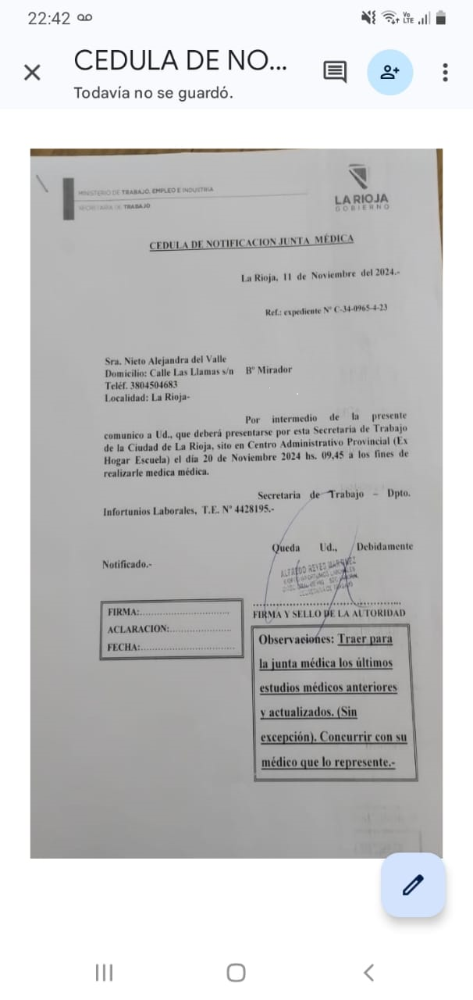 22:42
Vo
LTE
CEDULA DE NO...
Todavía no se guardó.
MINISTERIO DE TRABAJO, EMPLEO E INDUSTRIA
SECRETARIA DE TRABAJO
LA RIOJA
GOBIERNO
CEDULA DE NOTIFICACION JUNTA MÉDICA
La Rioja, 11 de Noviembre del 2024.-
Ref.: expediente Nº C-34-0965-4-23
Sra. Nieto Alejandra del Valle
Domicilio: Calle Las Llamas s/n Bº Mirador
Teléf. 3804504683
Localidad: La Rioja-
Por intermedio de la presente
comunico a Ud., que deberá presentarse por esta Secretaria de Trabajo
de la Ciudad de La Rioja, sito en Centro Administrativo Provincial (Ex
Hogar Escuela) el día 20 de Noviembre 2024 hs. 09,45 a los fines de
realizarle medica médica.
Secretaria de Trabajo – Dpto.
Infortunios Laborales, T.E. Nº 4428195.-
Queda Ud., Debidamente
Notificado.-
ALFREDO REYES MARTINEZ
FIRMA Y SELLO DE LA AUTORIDAD
FIRMA:..............................
ACLARACION:....................
FECHA:...............................
Observaciones: Traer para
la junta médica los últimos
estudios médicos anteriores
y actualizados. (Sin
excepción). Concurrir con su
médico que lo represente.-